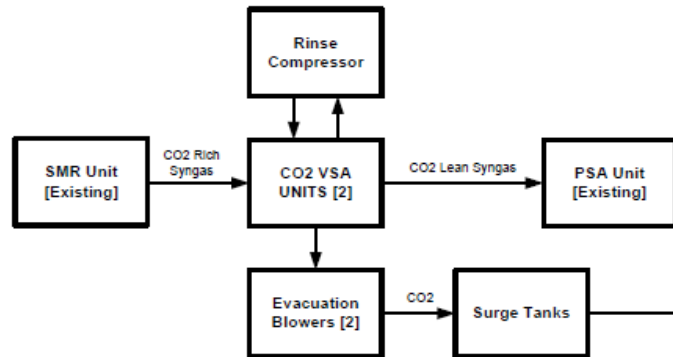 Rinse
Compressor
SMR Unit
[Existing]
CO2 Rich
Syngas
CO2 VSA
UNITS [2]
CO2 Lean Syngas
PSA Unit
[Existing]
Evacuation
Blowers [2]
CO2
Surge Tanks